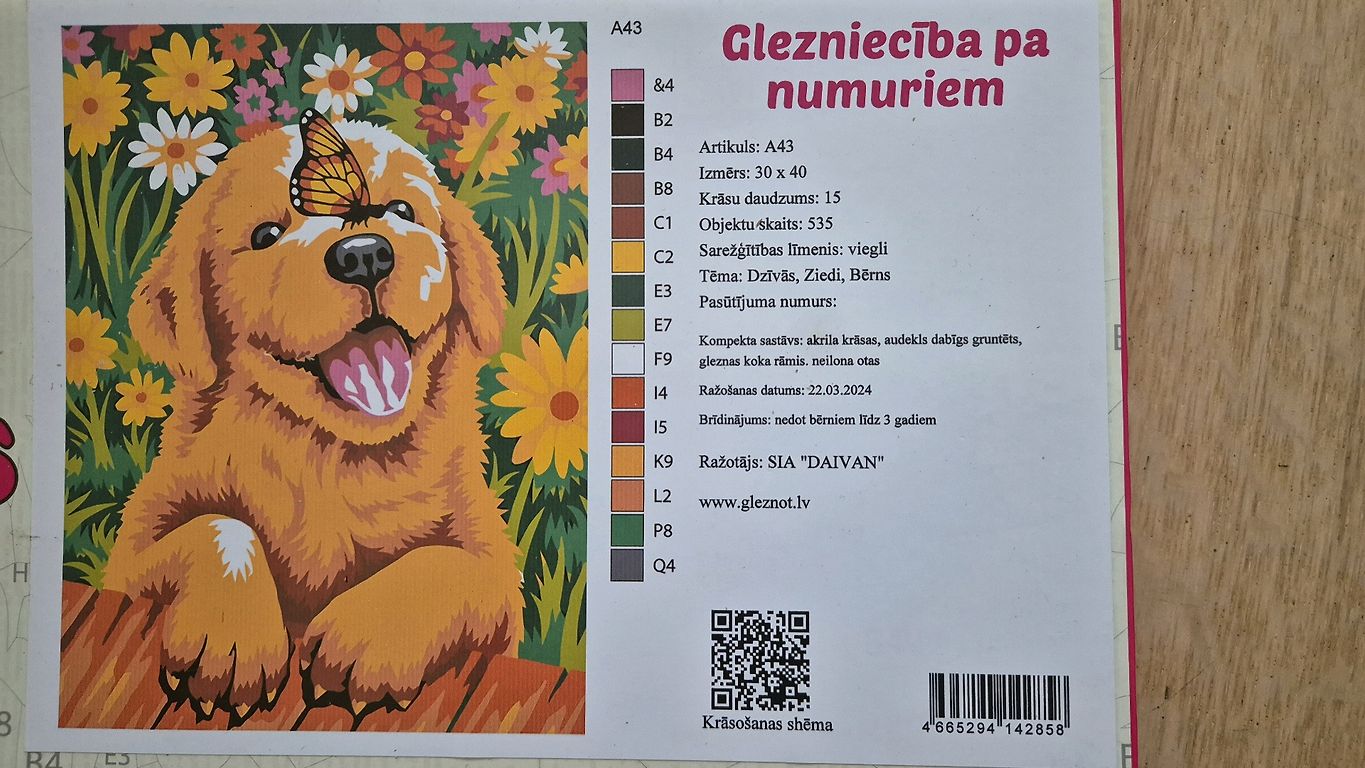 A43
&4
B2
B4
B8
C1
C2
E3
E7
F9
I4
I5
K9
L2
P8
Q4
Glezniecība pa
numuriem
Artikuls: A43
Izmērs: 30 x 40
Krāsu daudzums: 15
Objektu skaits: 535
Sarežģītības līmenis: viegli
Tēma: Dzīvās, Ziedi, Bērns
Pasūtījuma numurs:
Kompekta sastāvs: akrila krāsas, audekls dabīgs gruntēts,
gleznas koka rāmis. neilona otas
Ražošanas datums: 22.03.2024
Brīdinājums: nedot bērniem līdz 3 gadiem
Ražotājs: SIA "DAIVAN"
www.gleznot.lv
Krāsošanas shēma
4 665294 142858
H
8
B4
E3